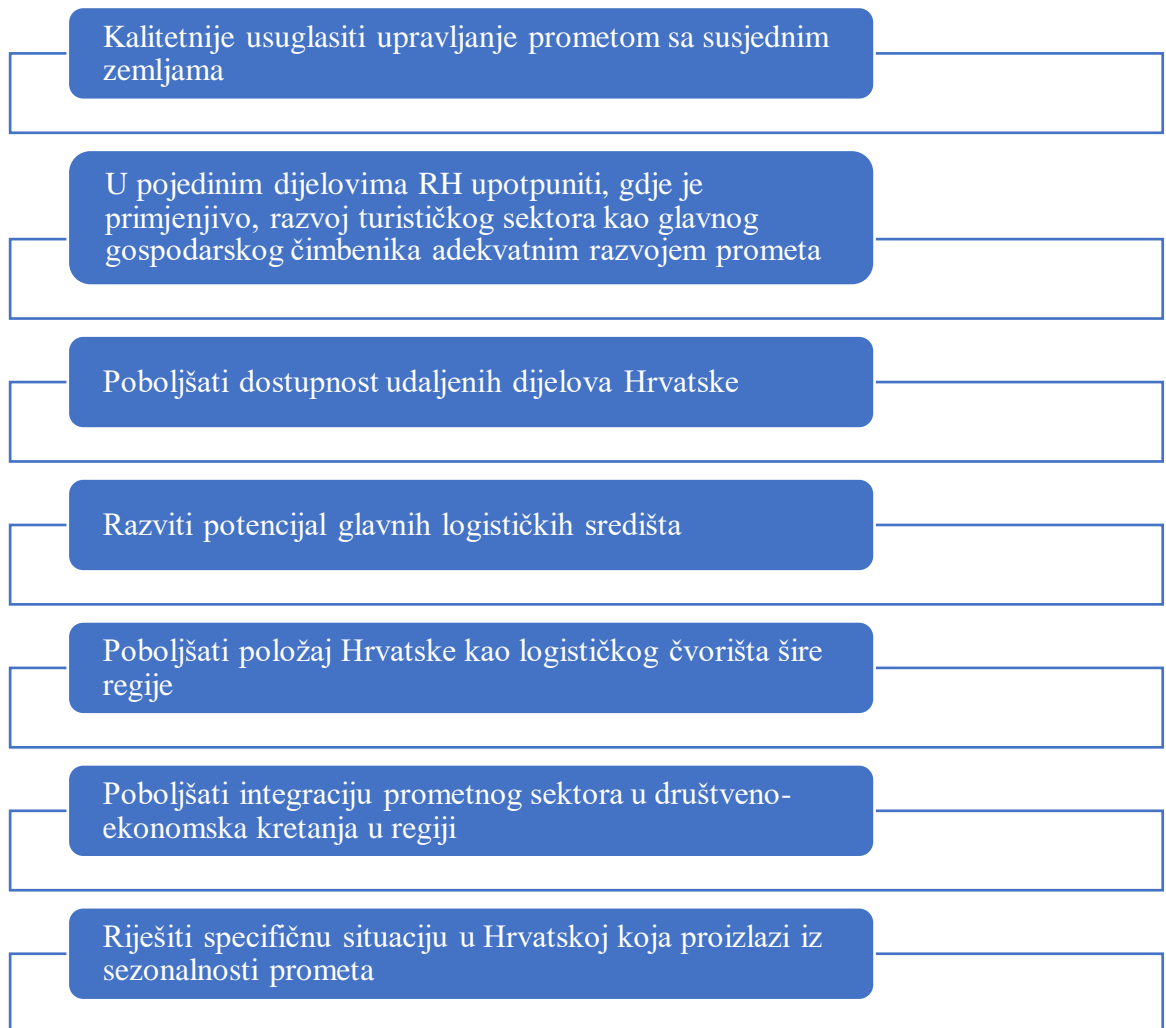 Kalitetnije usuglasiti upravljanje prometom sa susjednim
zemljama
U pojedinim dijelovima RH upotpuniti, gdje je
primjenjivo, razvoj turističkog sektora kao glavnog
gospodarskog čimbenika adekvatnim razvojem prometa
Poboljšati dostupnost udaljenih dijelova Hrvatske
Razviti potencijal glavnih logističkih središta
Poboljšati položaj Hrvatske kao logističkog čvorišta šire
regije
Poboljšati integraciju prometnog sektora u društveno-
ekonomska kretanja u regiji
Riješiti specifičnu situaciju u Hrvatskoj koja proizlazi iz
sezonalnosti prometa